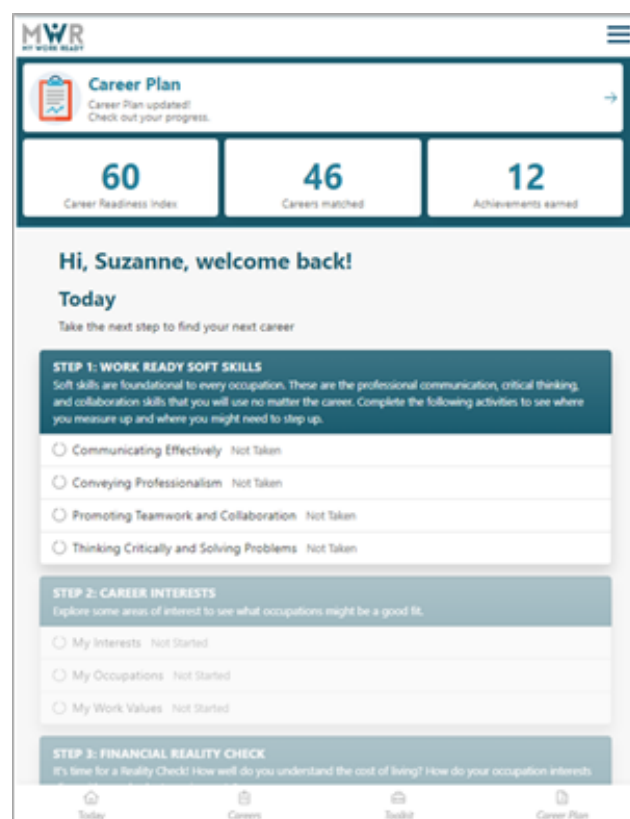 MWR
MY WORK READY
Career Plan
Career Plan updated!
Check out your progress.
60
Career Readiness Index
46
Careers matched
12
Achievements earned
Hi, Suzanne, welcome back!
Today
Take the next step to find your next career
STEP 1: WORK READY SOFT SKILLS
Soft skills are foundational to every occupation. These are the professional communication, critical thinking,
and collaboration skills that you will use no matter the career. Complete the following activities to see where
you measure up and where you might need to step up.
Communicating Effectively Not Taken
Conveying Professionalism Not Taken
Promoting Teamwork and Collaboration Not Taken
Thinking Critically and Solving Problems Not Taken
STEP 2: CAREER INTERESTS
Explore some areas of interest to see what occupations might be a good fit.
My Interests Not Started
My Occupations Not Started
My Work Values Not Started
STEP 3: FINANCIAL REALITY CHECK
It's time for a Reality Check! How well do you understand the cost of living? How do your occupation interests
Today
Careers
Toolkit
Career Plan